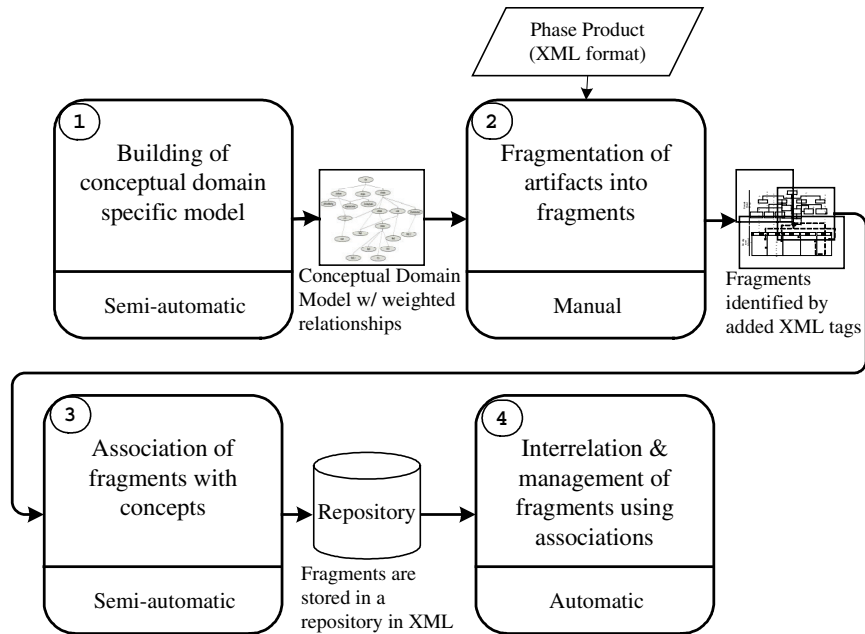 Phase Product
(XML format)
1
Building of
conceptual domain
specific model
Semi-automatic
Conceptual Domain
Model w/ weighted
relationships
2
Fragmentation of
artifacts into
fragments
Manual
Fragments
identified by
added XML tags
3
Association of
fragments with
concepts
Semi-automatic
Repository
Fragments are
stored in a
repository in XML
4
Interrelation &
management of
fragments using
associations
Automatic